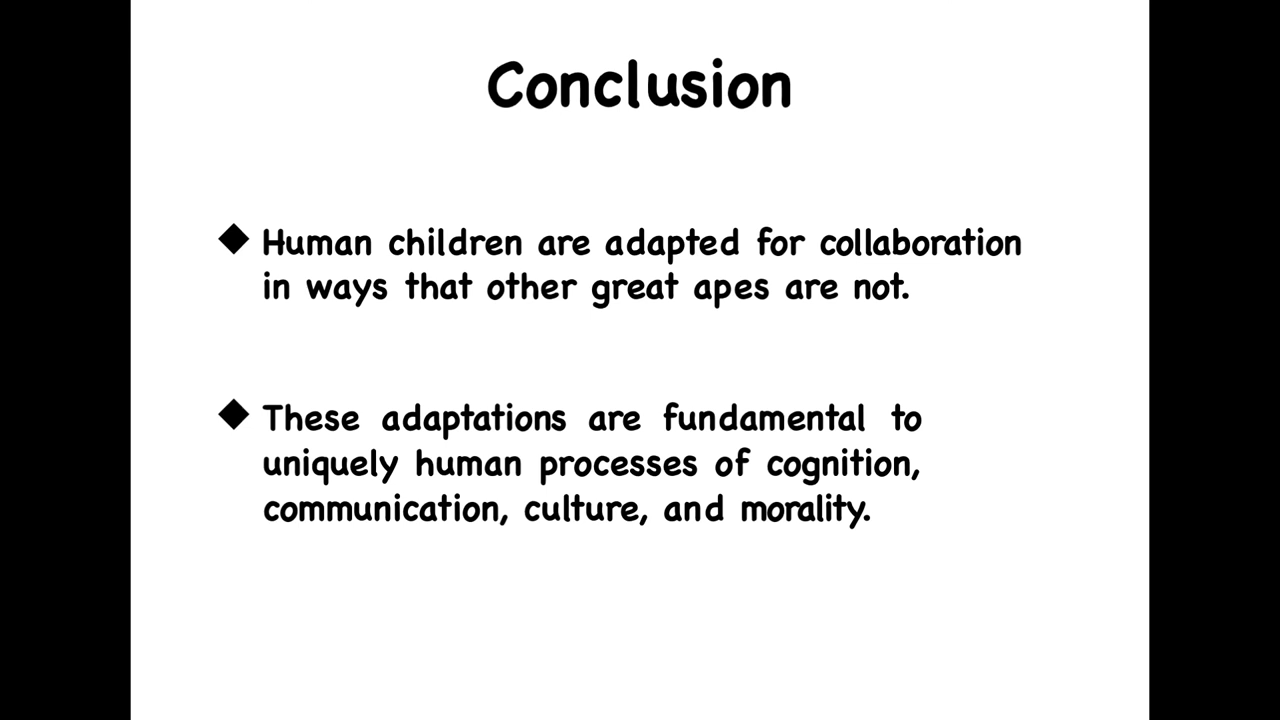 Conclusion
◆ Human children are adapted for collaboration
in ways that other great apes are not.
◆ These adaptations are fundamental to
uniquely human processes of cognition,
communication, culture, and morality.